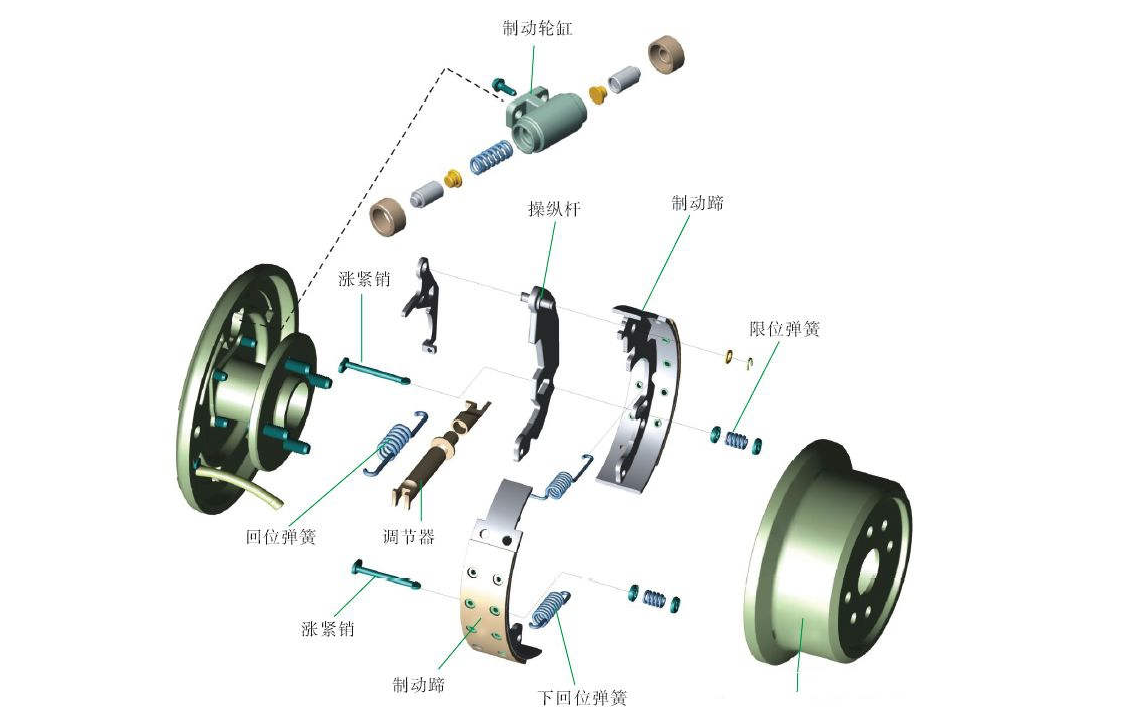 制动轮缸
操纵杆
制动蹄
涨紧销
限位弹簧
回位弹簧
调节器
涨紧销
制动蹄
下回位弹簧